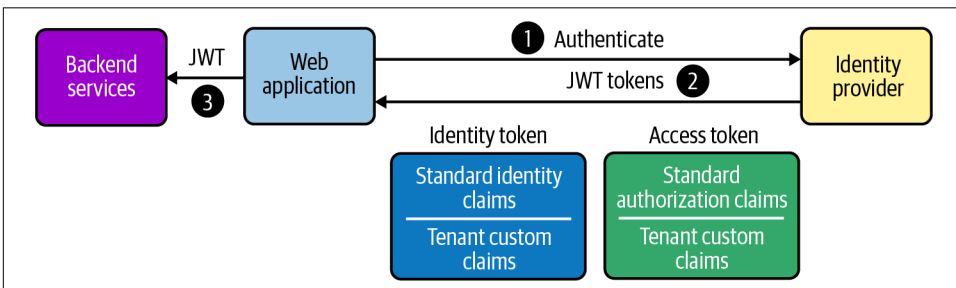 Backend
services
JWT
3
Web
application
1 Authenticate
JWT tokens 2
Identity
provider
Identity token
Standard identity
claims
Tenant custom
claims
Access token
Standard
authorization claims
Tenant custom
claims